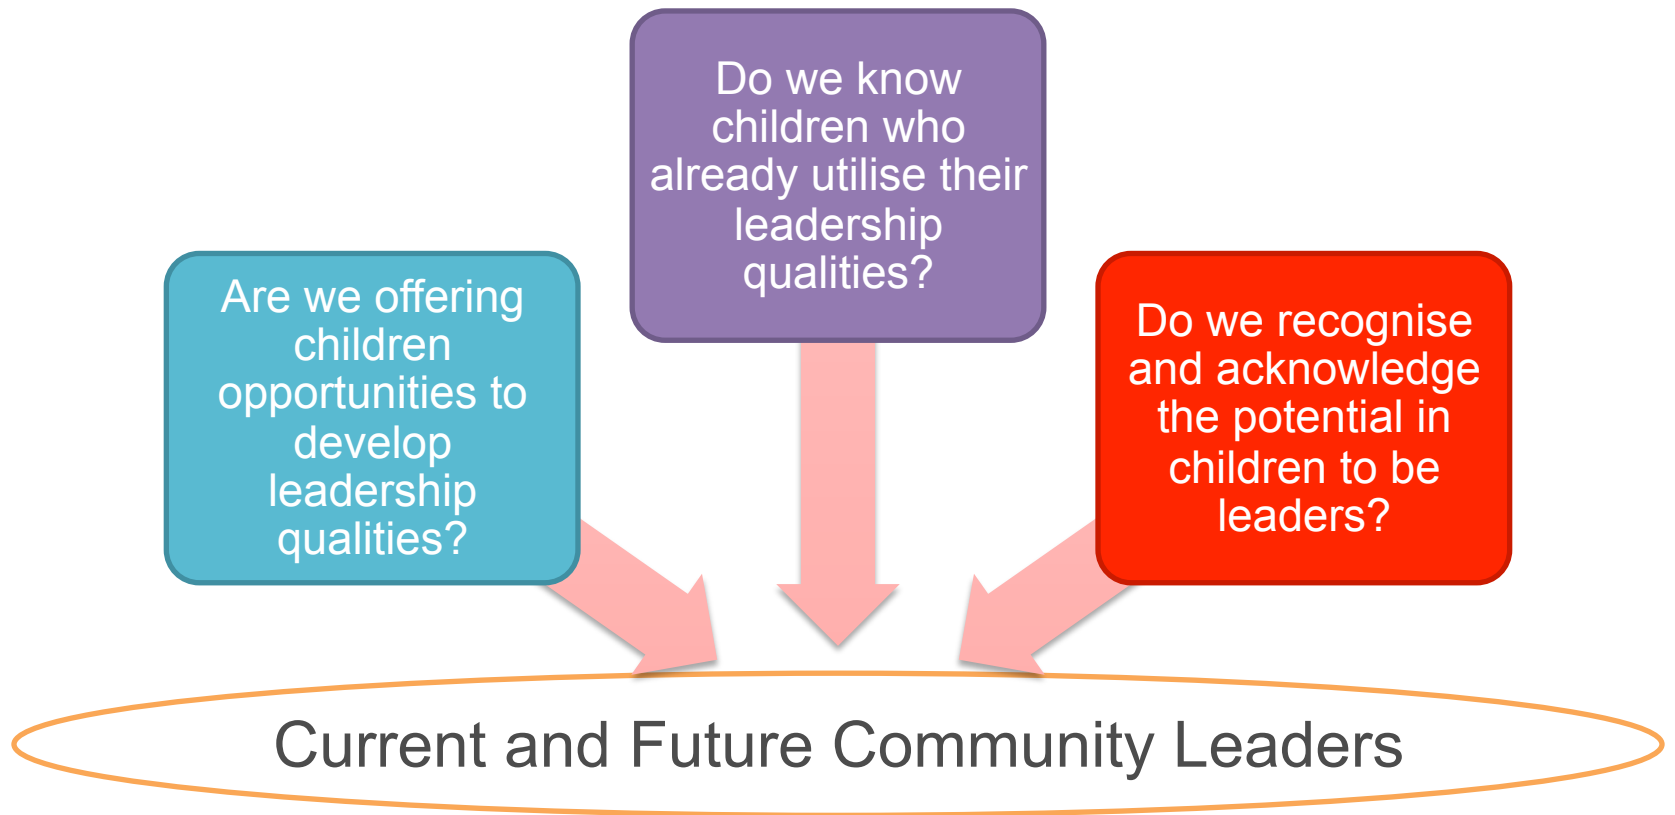 Do we know
children who
already utilise their
leadership
qualities?
Are we offering
children
opportunities to
develop
leadership
qualities?
Do we recognise
and acknowledge
the potential in
children to be
leaders?
Current and Future Community Leaders